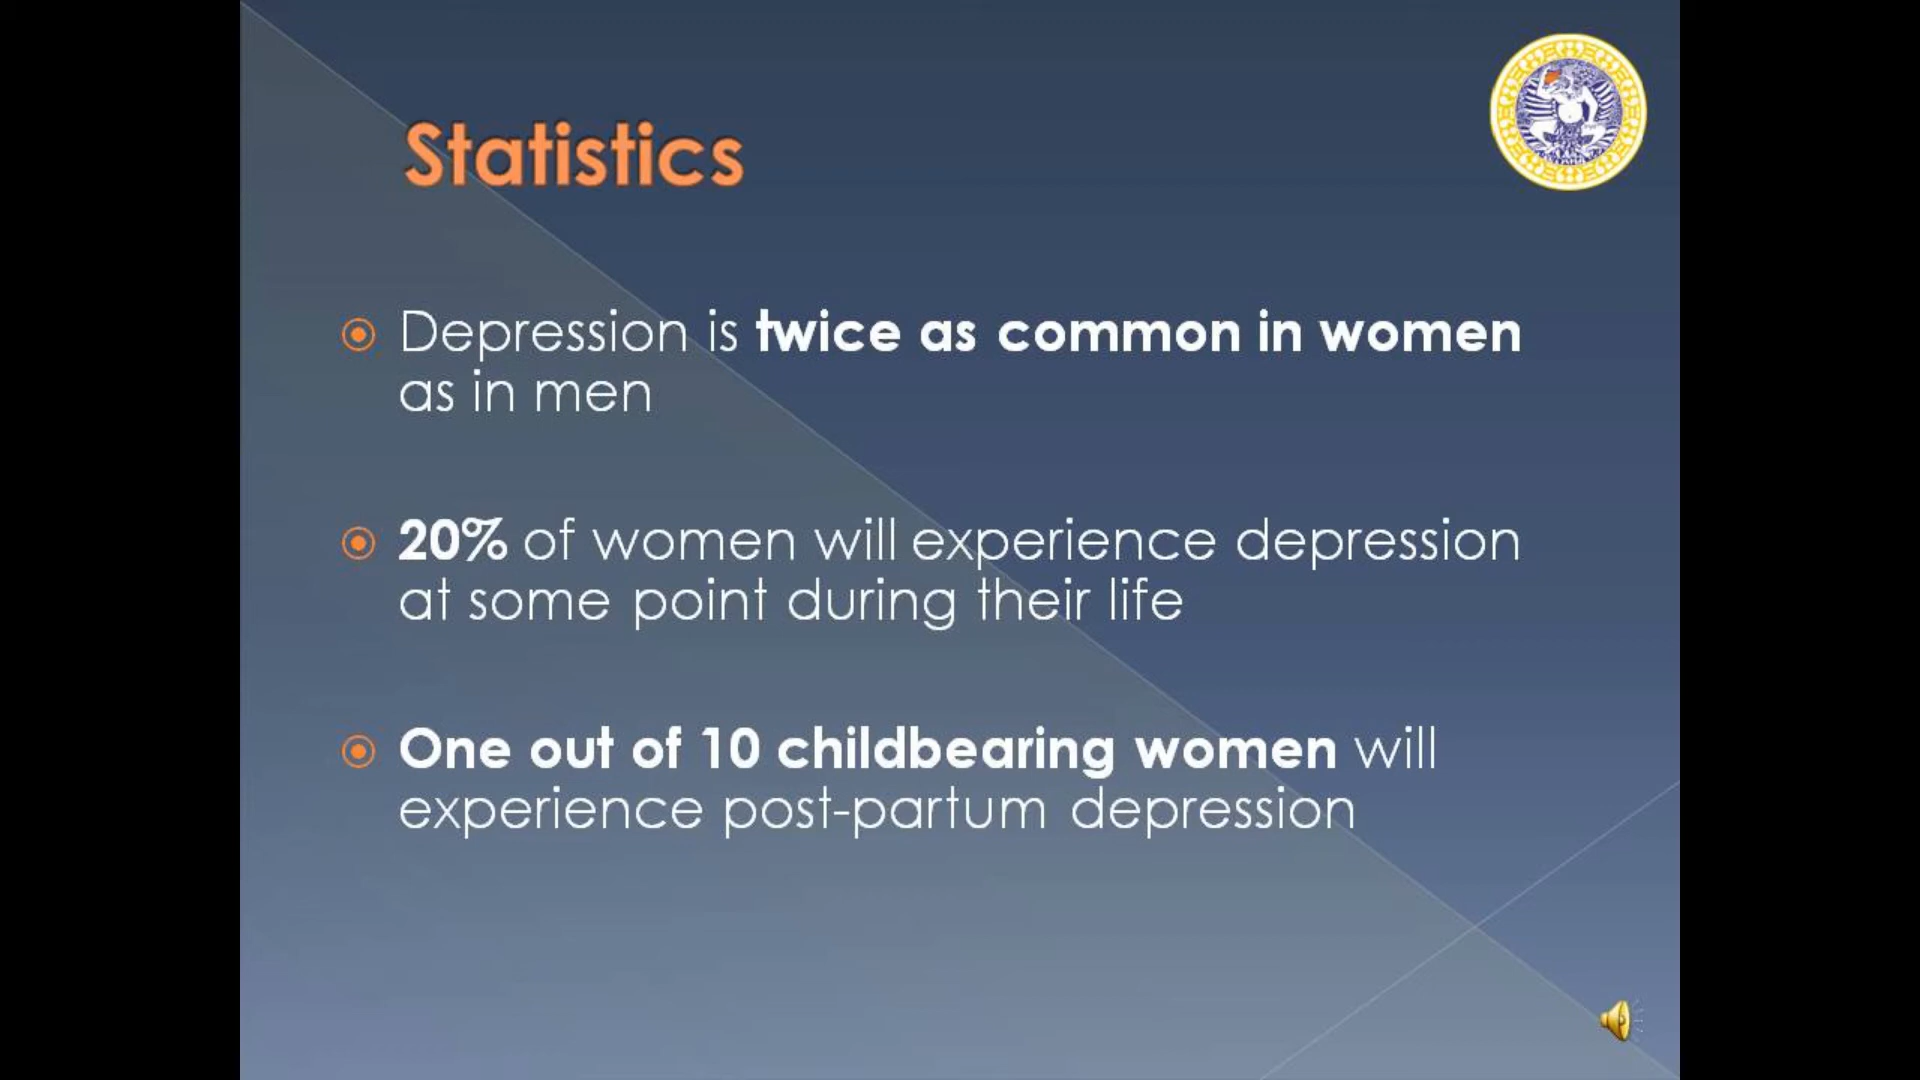 Statistics
Depression is twice as common in women
as in men
20% of women will experience depression
at some point during their life
One out of 10 childbearing women will
experience post-partum depression